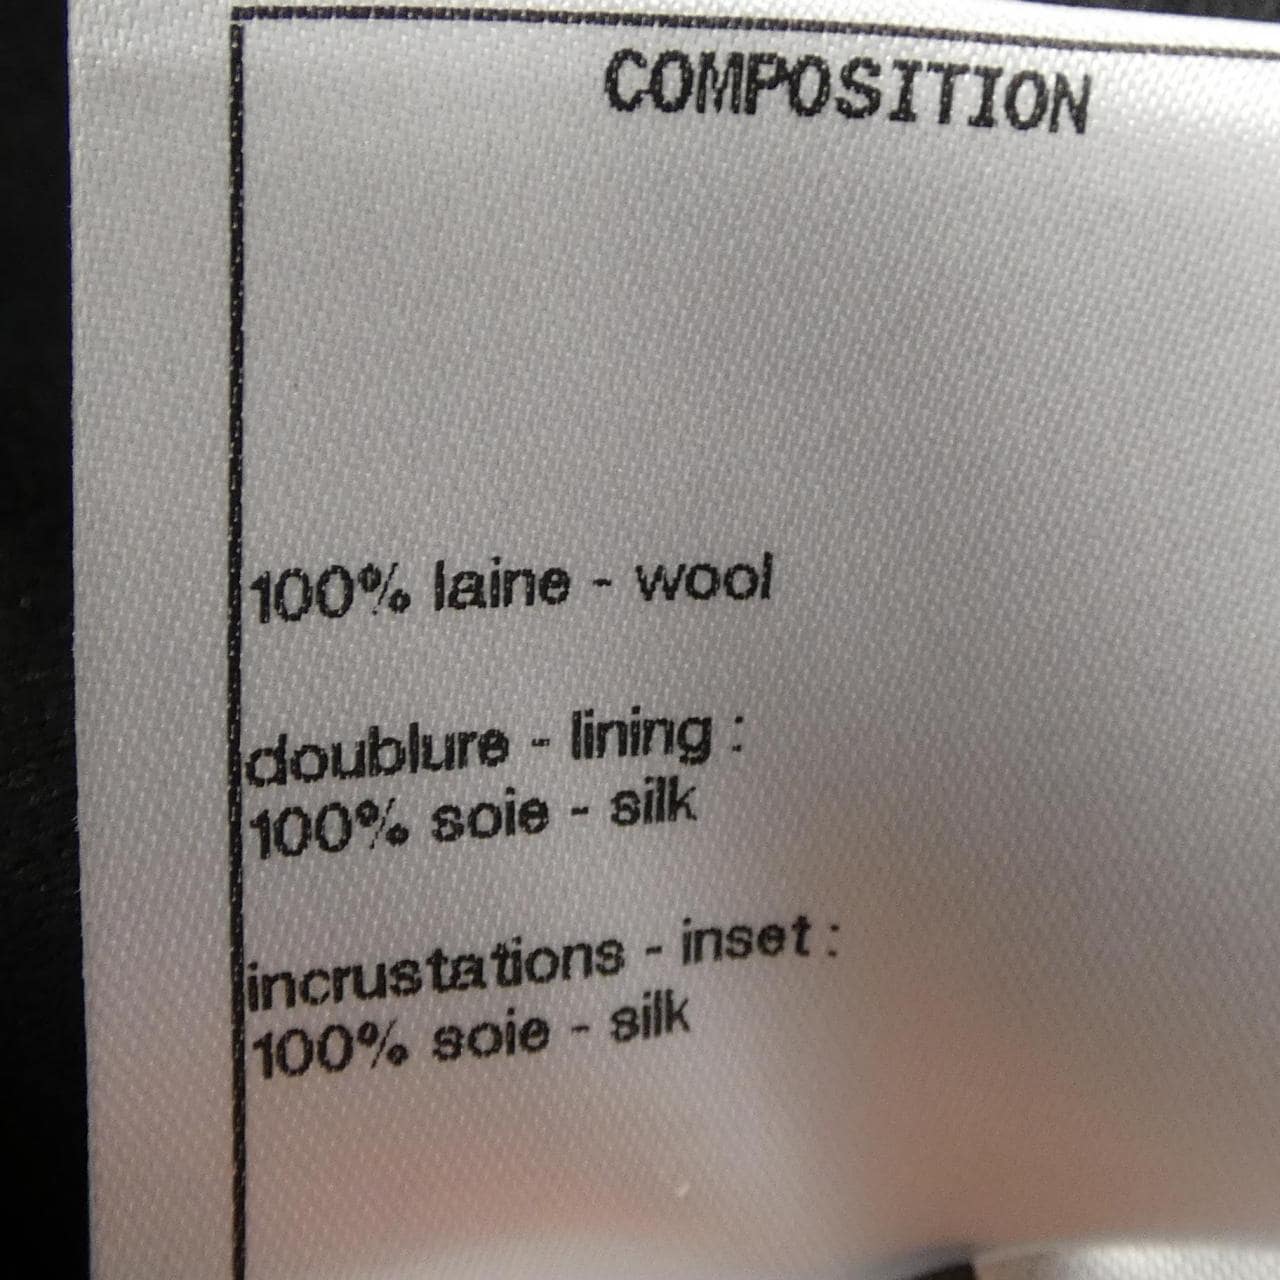 COMPOSITION
100% laine - wool
doublure - lining :
100% soie - silk
incrustations - inset :
100% soie - silk